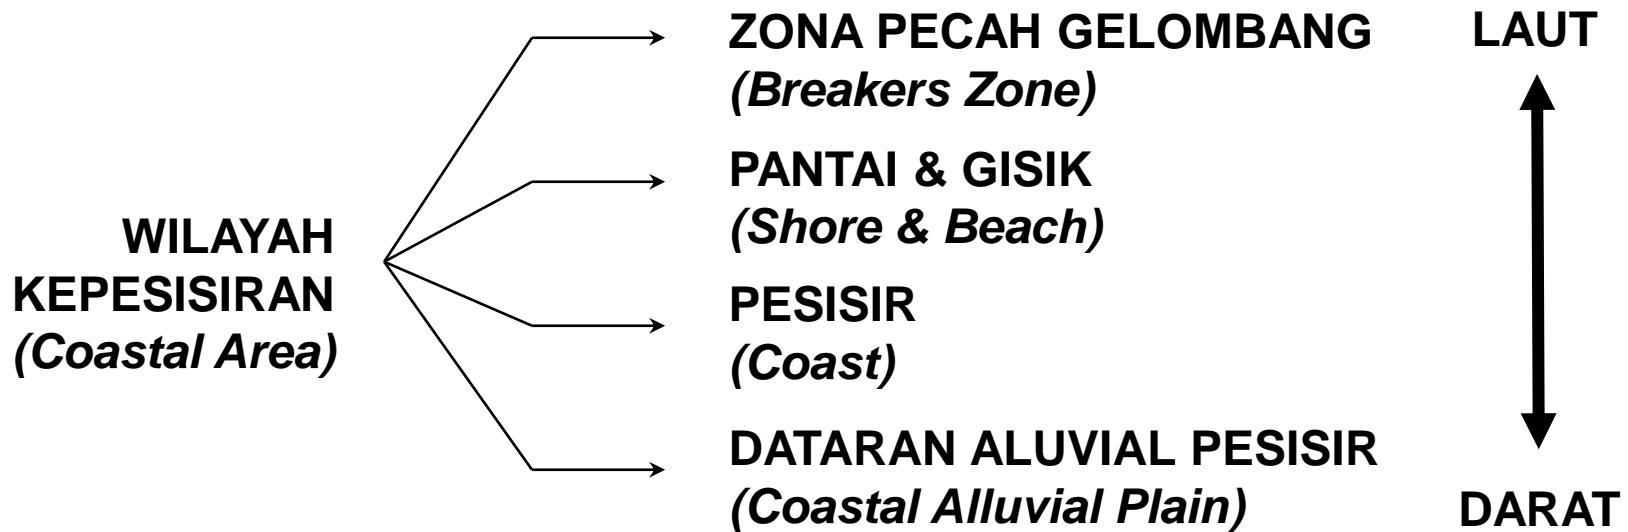 WILAYAH
KEPESISIRAN
(Coastal Area)
ZONA PECAH GELOMBANG
(Breakers Zone)
PANTAI & GISIK
(Shore & Beach)
PESISIR
(Coast)
DATARAN ALUVIAL PESISIR
(Coastal Alluvial Plain)
LAUT
DARAT